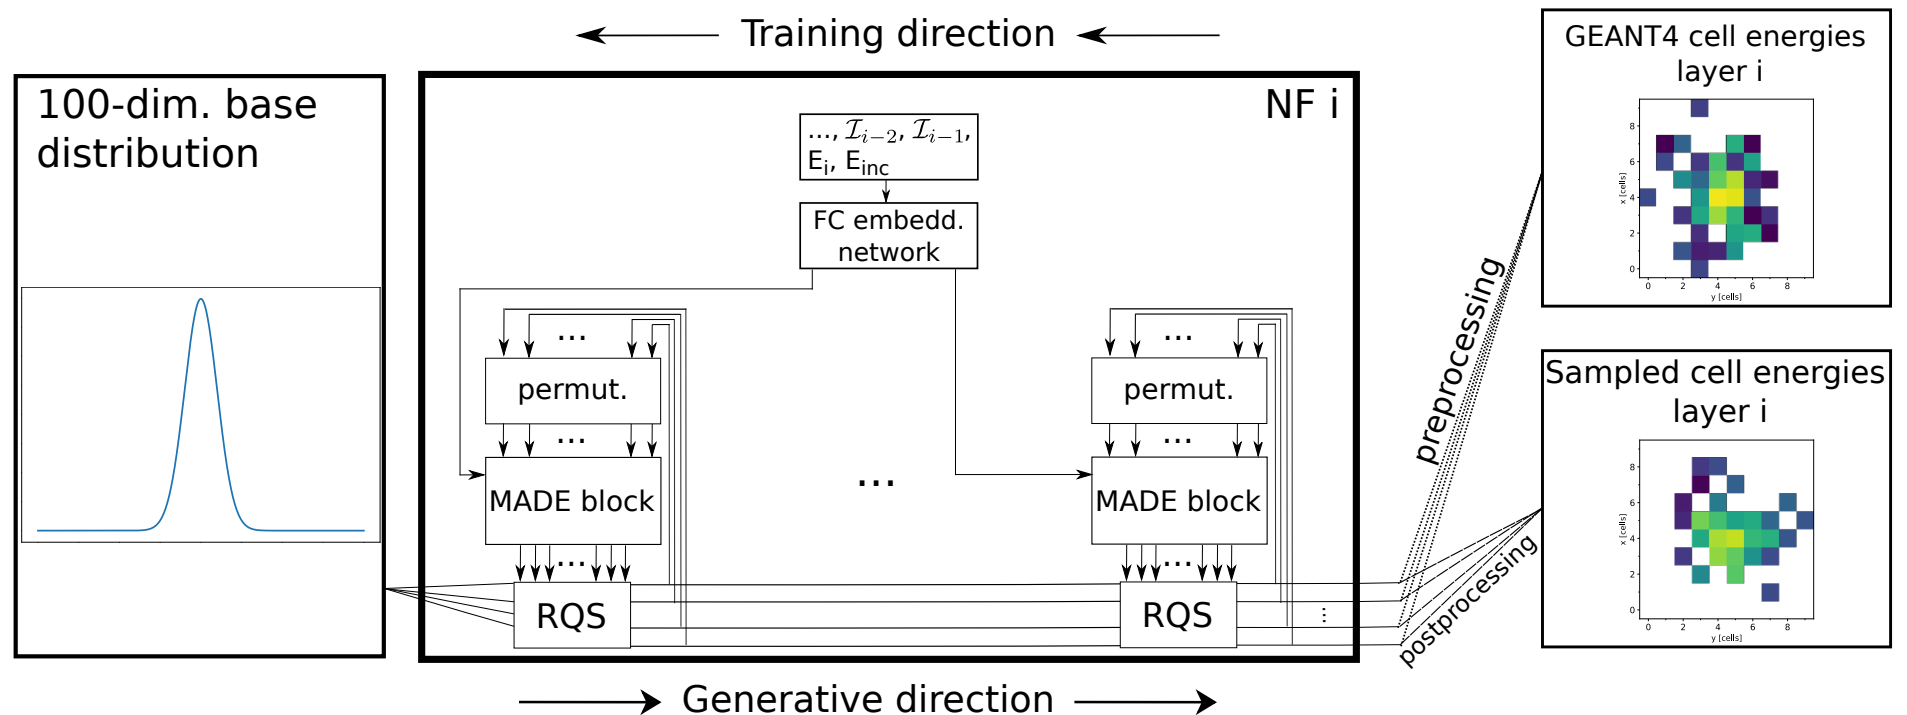 Training direction
100-dim. base
distribution
NF i
..., ℐᵢ₋₂, ℐᵢ₋₁,
Eᵢ, E_inc
FC embedd.
network
...
permut.
...
MADE block
...
RQS
...
...
permut.
...
MADE block
...
RQS
...
preprocessing
postprocessing
GEANT4 cell energies
layer i
x [cells]
8
6
4
2
0
0 2 4 6 8
y [cells]
Sampled cell energies
layer i
x [cells]
8
6
4
2
0
0 2 4 6 8
y [cells]
Generative direction